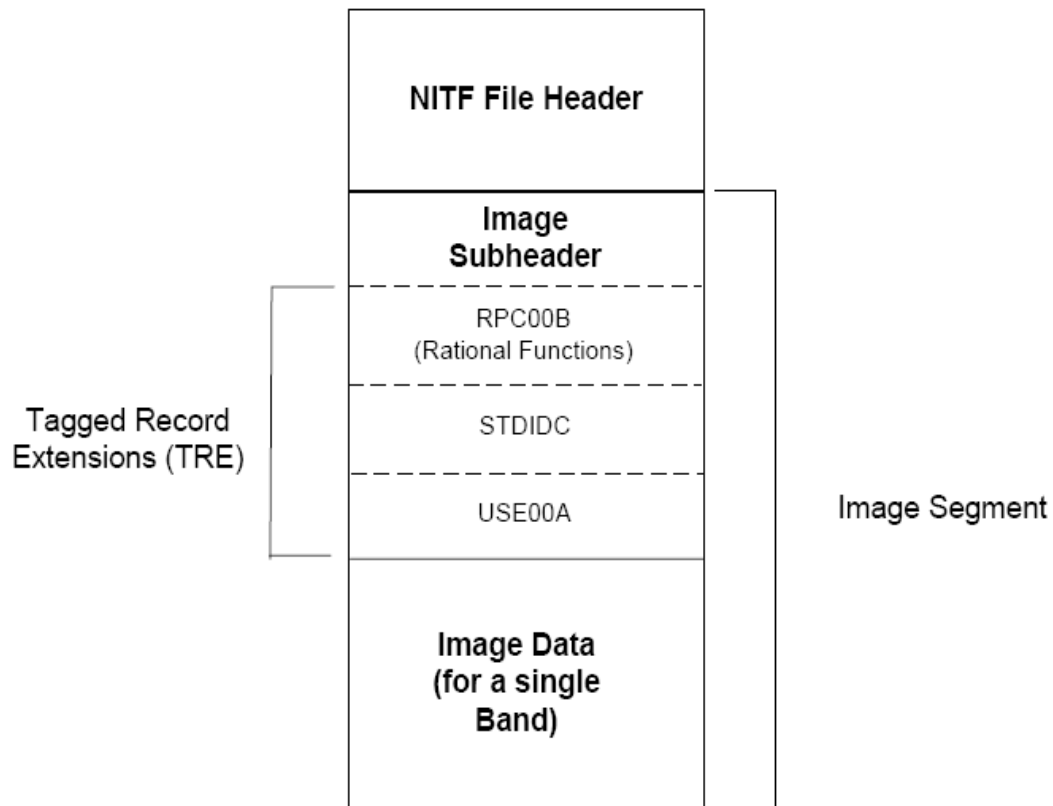 NITF File Header
Image
Subheader
RPC00B
(Rational Functions)
Tagged Record
Extensions (TRE)
STDIDC
USE00A
Image Segment
Image Data
(for a single
Band)